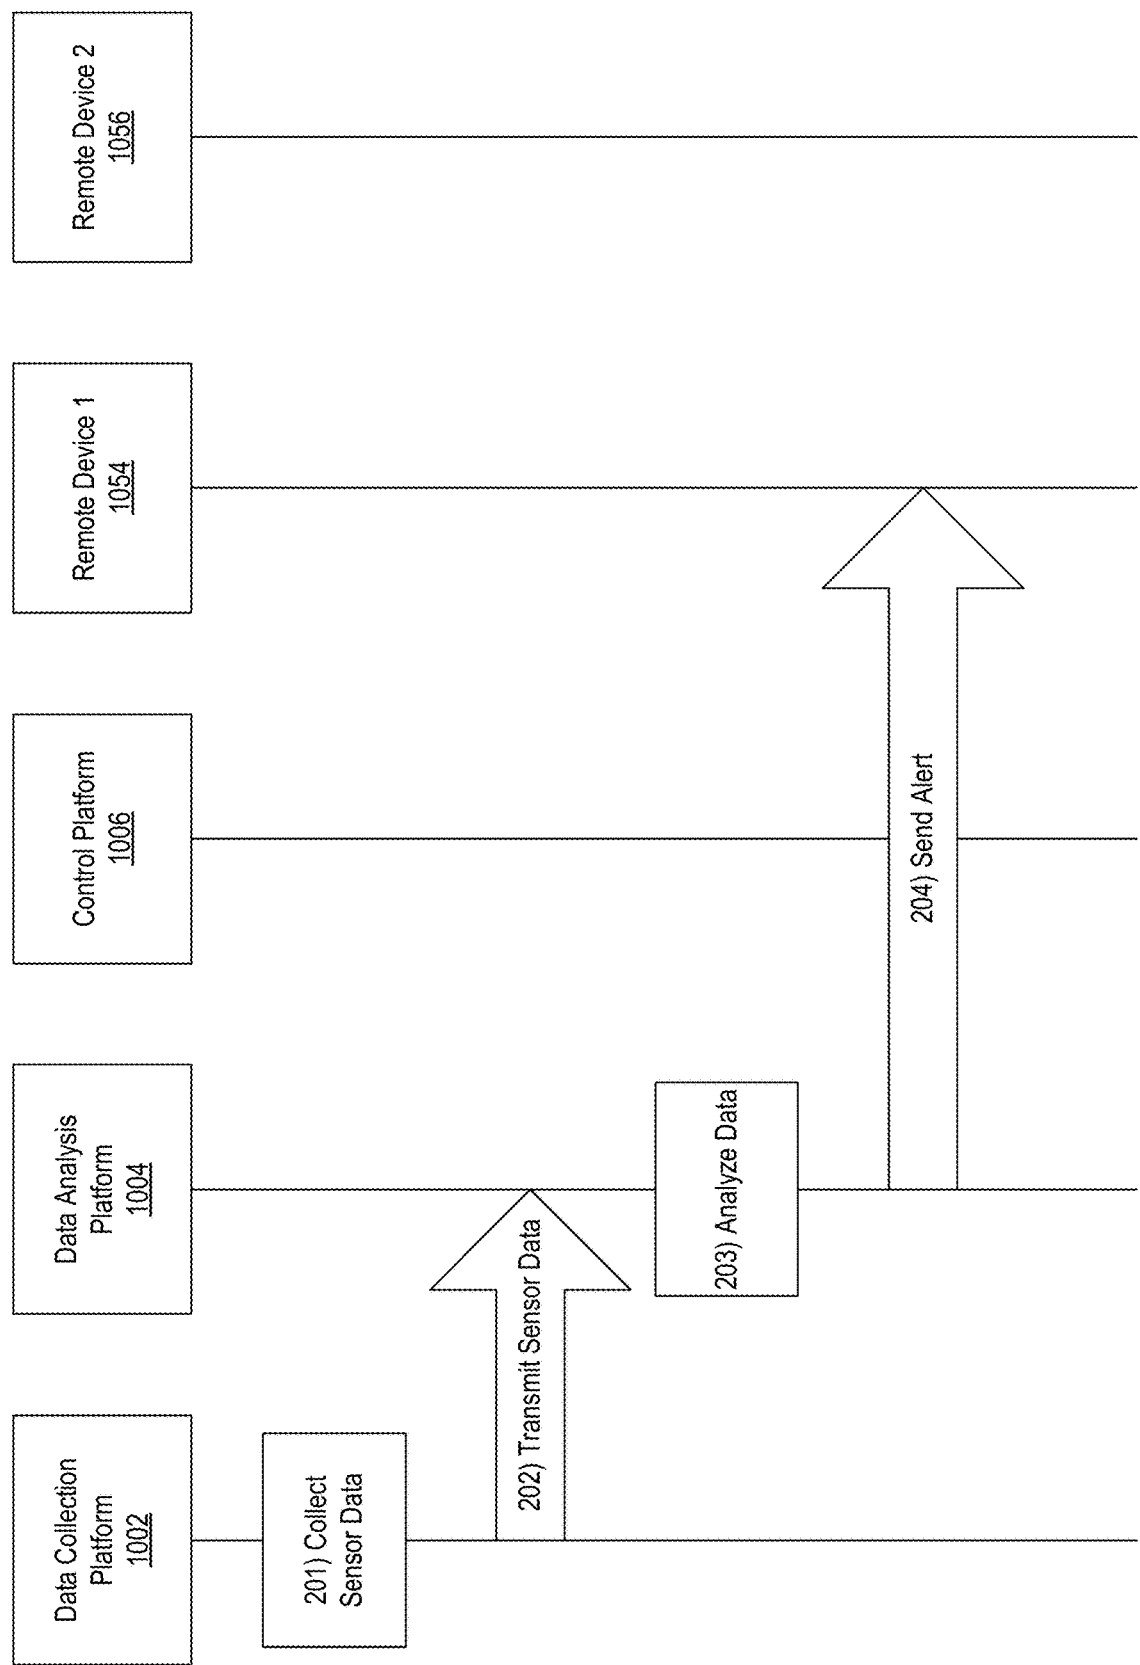 Data Collection
Platform
1002
Data Analysis
Platform
1004
Control Platform
1006
Remote Device 1
1054
Remote Device 2
1056
201) Collect
Sensor Data
202) Transmit Sensor Data
203) Analyze Data
204) Send Alert